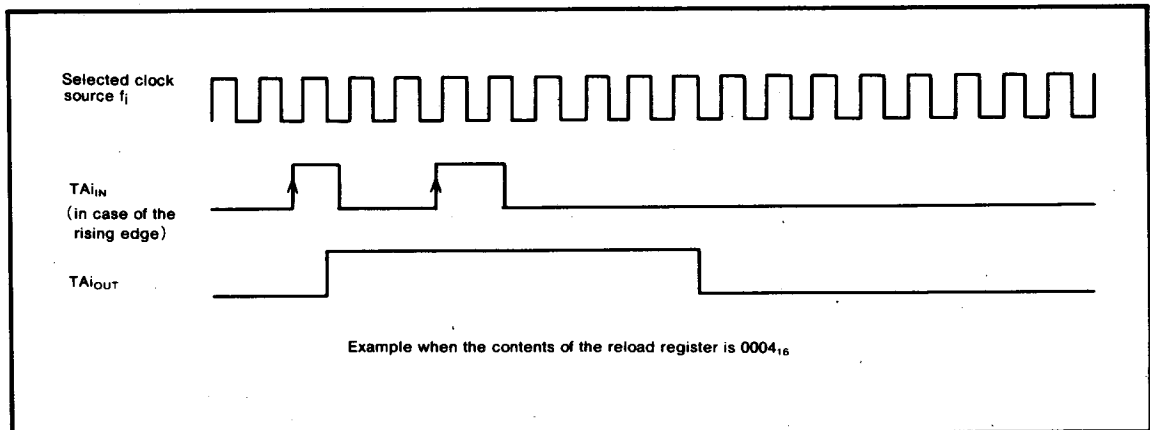 Selected clock
source fi
TAiIN
(in case of the
rising edge)
TAiOUT
Example when the contents of the reload register is 0004₁₆